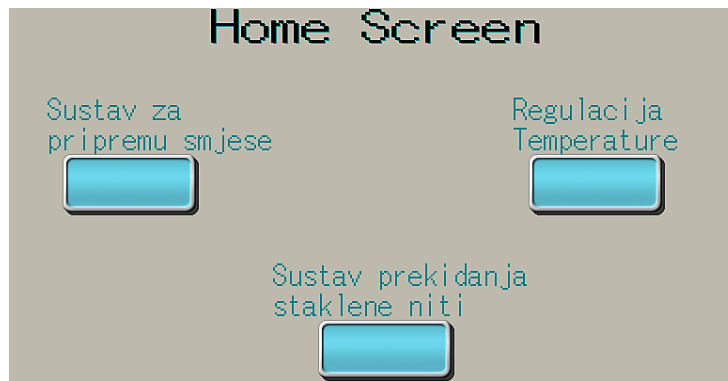 Home Screen
Sustav za
pripremu smjese
Regulacija
Temperature
Sustav prekidanja
staklene niti